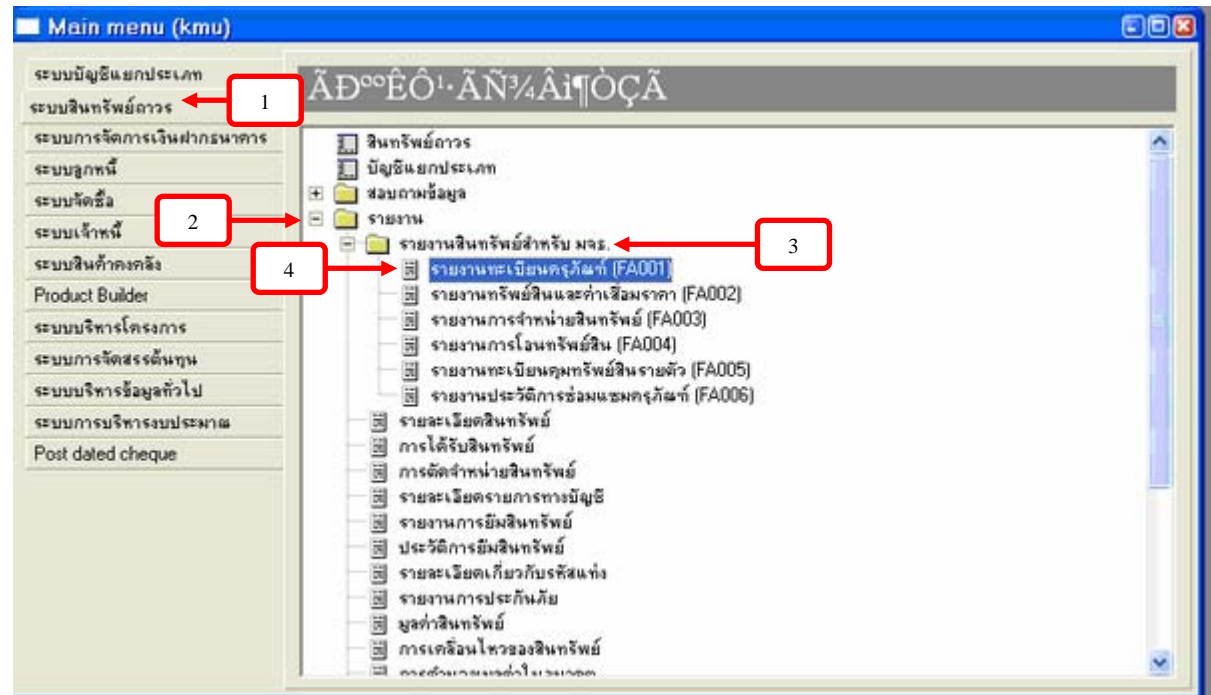 Main menu (kmu)
ระบบบัญชีแยกประเภท
ระบบสินทรัพย์ถาวร
1
ระบบการจัดการเงินฝากธนาคาร
ระบบลูกหนี้
ระบบจัดซื้อ
2
ระบบเจ้าหนี้
ระบบสินค้าคงคลัง
Product Builder
ระบบบริหารโครงการ
ระบบการจัดสรรต้นทุน
ระบบบริหารข้อมูลทั่วไป
ระบบการบริหารงบประมาณ
Post dated cheque
ÃÐººÊÔ¹·ÃÑ¾Âì¶ÒÇÃ
สินทรัพย์ถาวร
บัญชีแยกประเภท
สอบถามข้อมูล
รายงาน
รายงานสินทรัพย์สำหรับ มจธ.
3
4
รายงานทะเบียนครุภัณฑ์ (FA001)
รายงานทรัพย์สินและค่าเสื่อมราคา (FA002)
รายงานการจำหน่ายสินทรัพย์ (FA003)
รายงานการโอนทรัพย์สิน (FA004)
รายงานทะเบียนคุมทรัพย์สินรายตัว (FA005)
รายงานประวัติการซ่อมแซมครุภัณฑ์ (FA006)
รายละเอียดสินทรัพย์
การได้รับสินทรัพย์
การตัดจำหน่ายสินทรัพย์
รายละเอียดรายการทางบัญชี
รายงานการยืมสินทรัพย์
ประวัติการยืมสินทรัพย์
รายละเอียดเกี่ยวกับรหัสแท่ง
รายงานการประกันภัย
มูลค่าสินทรัพย์
การเคลื่อนไหวของสินทรัพย์